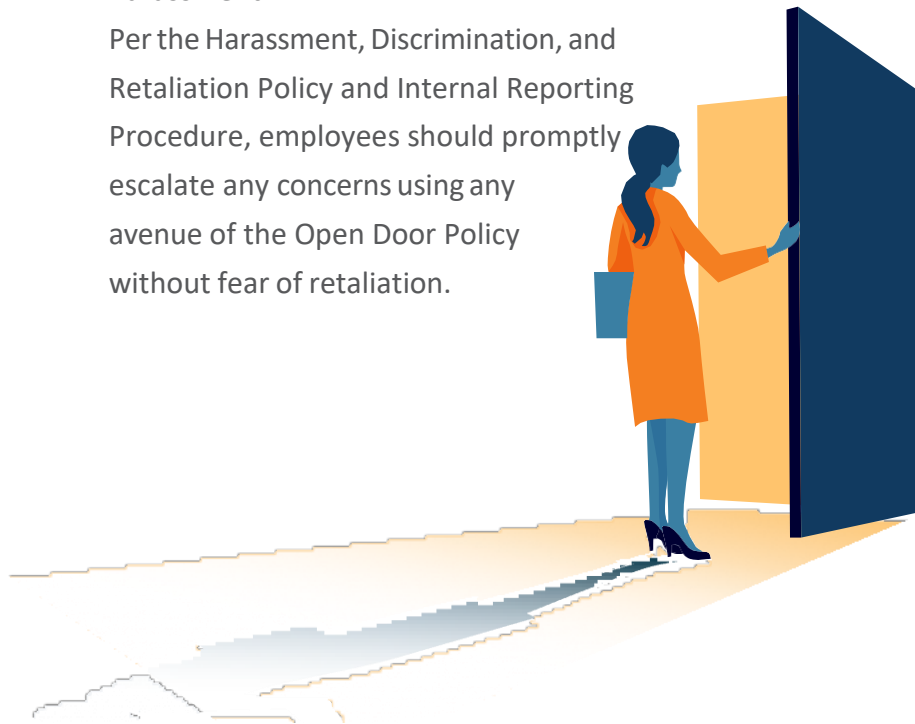 Per the Harassment, Discrimination, and
Retaliation Policy and Internal Reporting
Procedure, employees should promptly
escalate any concerns using any
avenue of the Open Door Policy
without fear of retaliation.